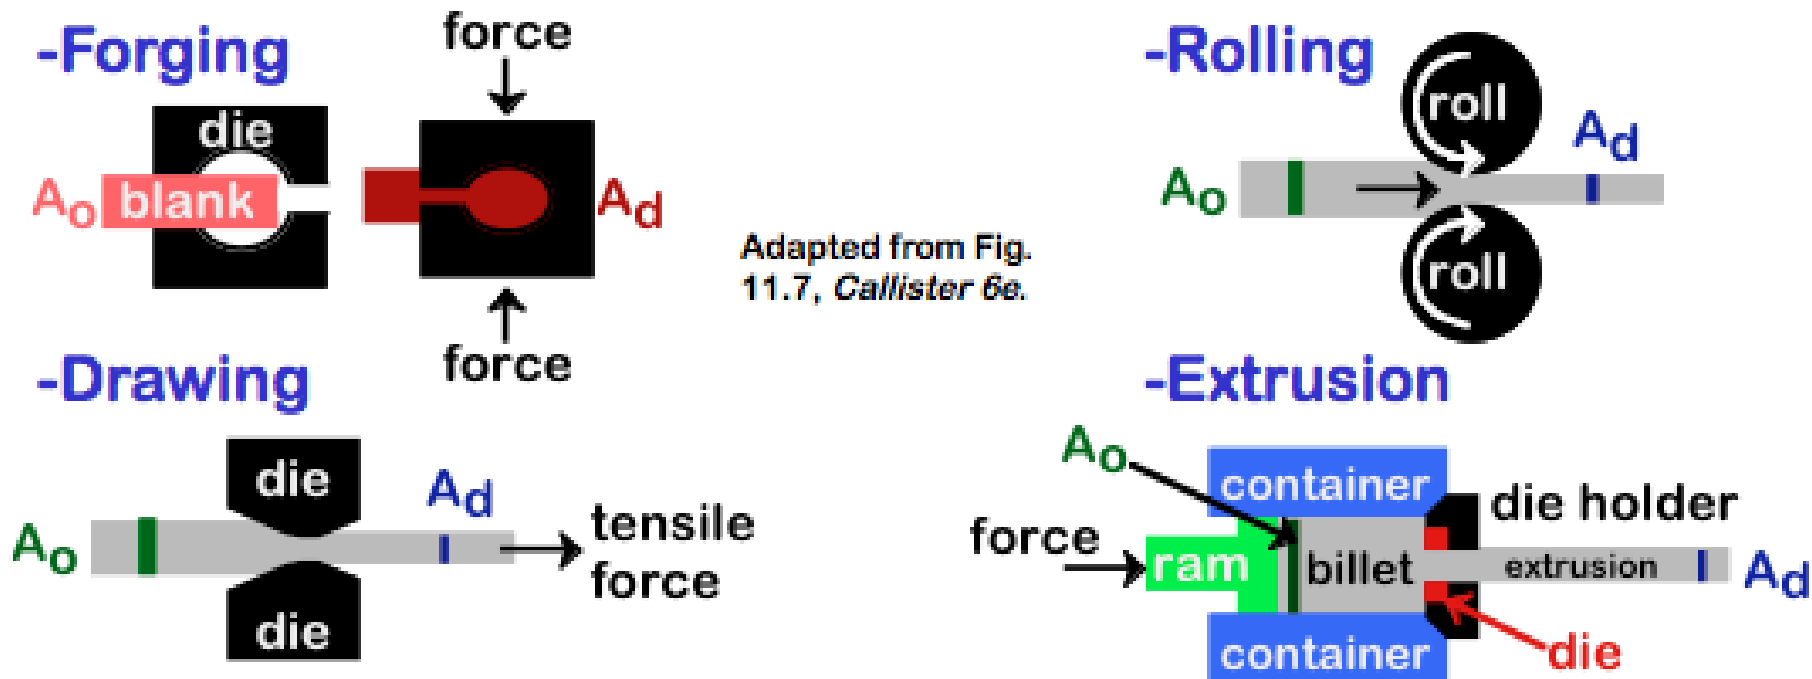 -Forging
force
die
Ao blank
Ad
force
Adapted from Fig.
11.7, Callister 6e.
-Rolling
roll
Ad
Ao
roll
-Drawing
die
Ad
Ao
tensile
force
die
-Extrusion
Ao
container
die holder
force
ram
billet
extrusion
Ad
container
die